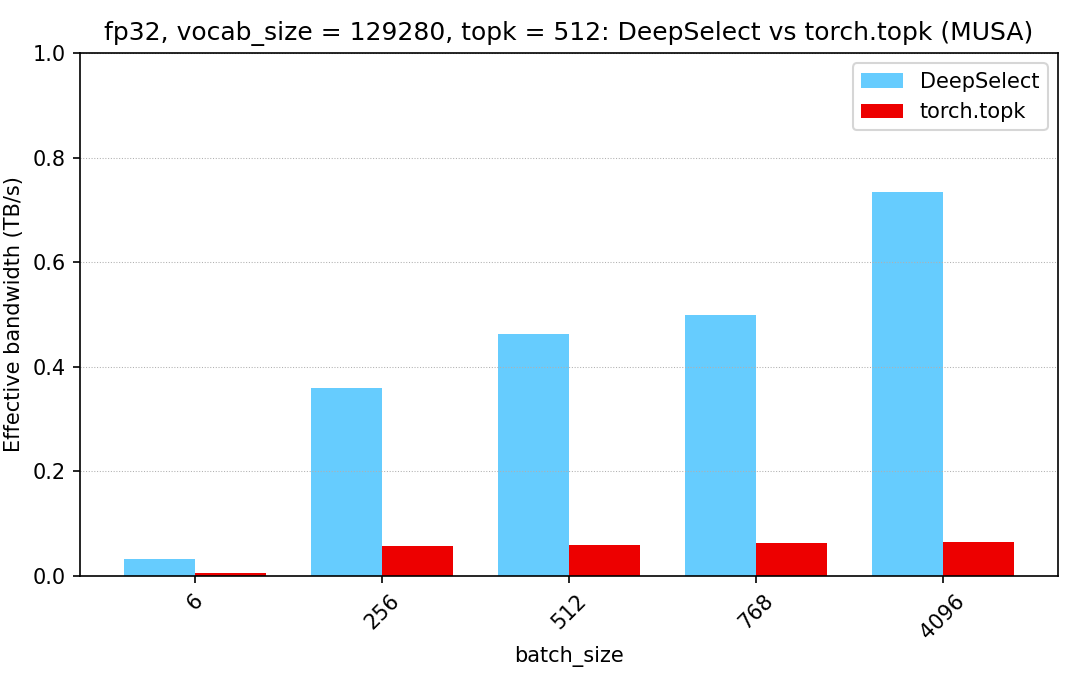 fp32, vocab_size = 129280, topk = 512: DeepSelect vs torch.topk (MUSA)
DeepSelect
torch.topk
Effective bandwidth (TB/s)
1.0
0.8
0.6
0.4
0.2
0.0
6
256
512
768
4096
batch_size